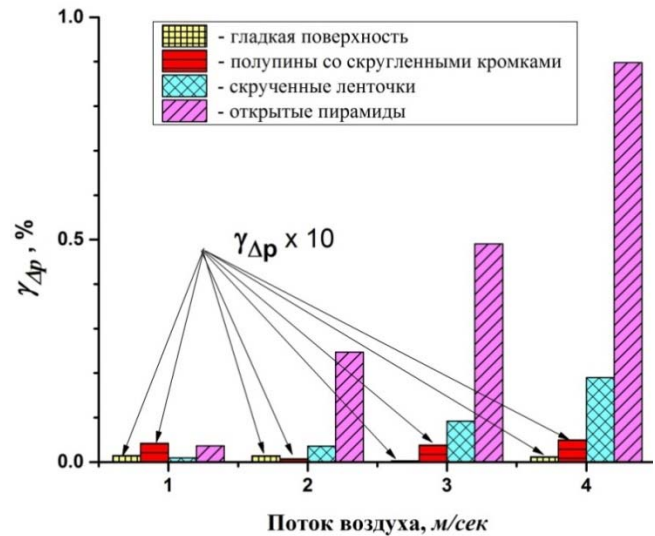 1.0
- гладкая поверхность
- полупины со скругленными кромками
- скрученные ленточки
- открытые пирамиды
γΔp x 10
0.5
γΔp , %
0.0
1 2 3 4
Поток воздуха, м/сек